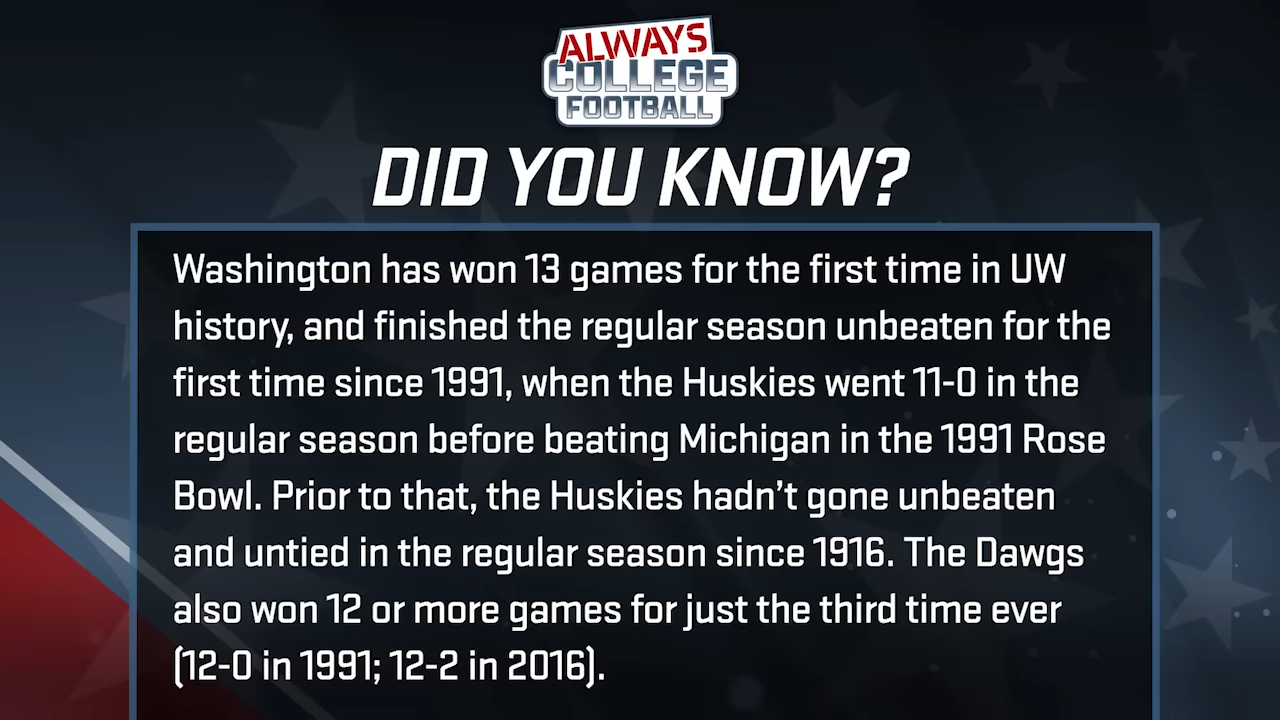 ALWAYS
COLLEGE
FOOTBALL
DID YOU KNOW?
Washington has won 13 games for the first time in UW
history, and finished the regular season unbeaten for the
first time since 1991, when the Huskies went 11-0 in the
regular season before beating Michigan in the 1991 Rose
Bowl. Prior to that, the Huskies hadn't gone unbeaten
and untied in the regular season since 1916. The Dawgs
also won 12 or more games for just the third time ever
(12-0 in 1991; 12-2 in 2016).